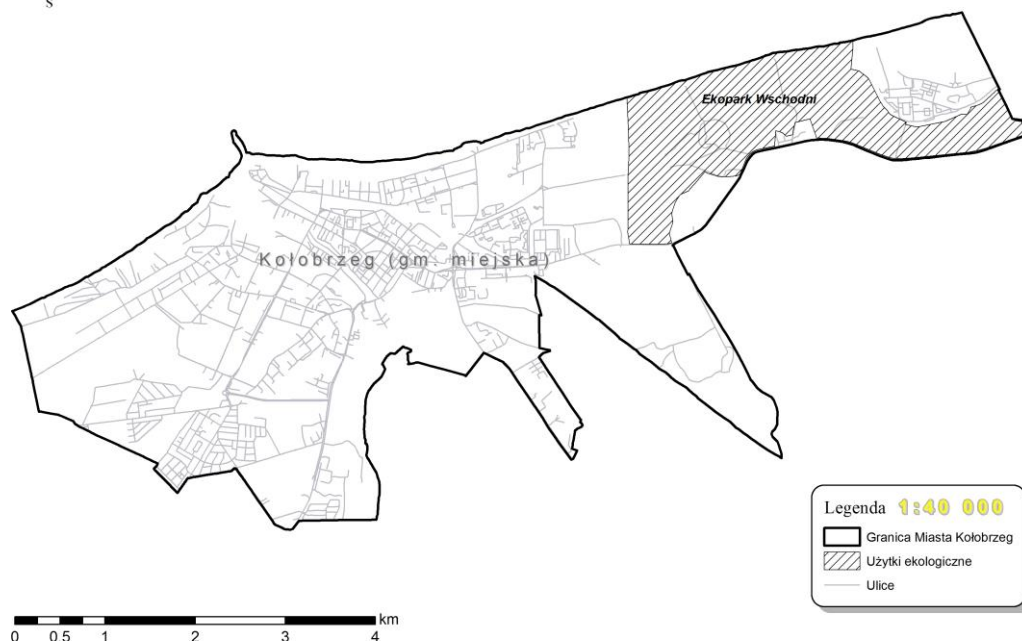 s
Ekopark Wschodni
Kołobrzeg (gm. miejska)
Legenda 1:40 000
Granica Miasta Kołobrzeg
Użytki ekologiczne
Ulice
km
0 0.5 1 2 3 4